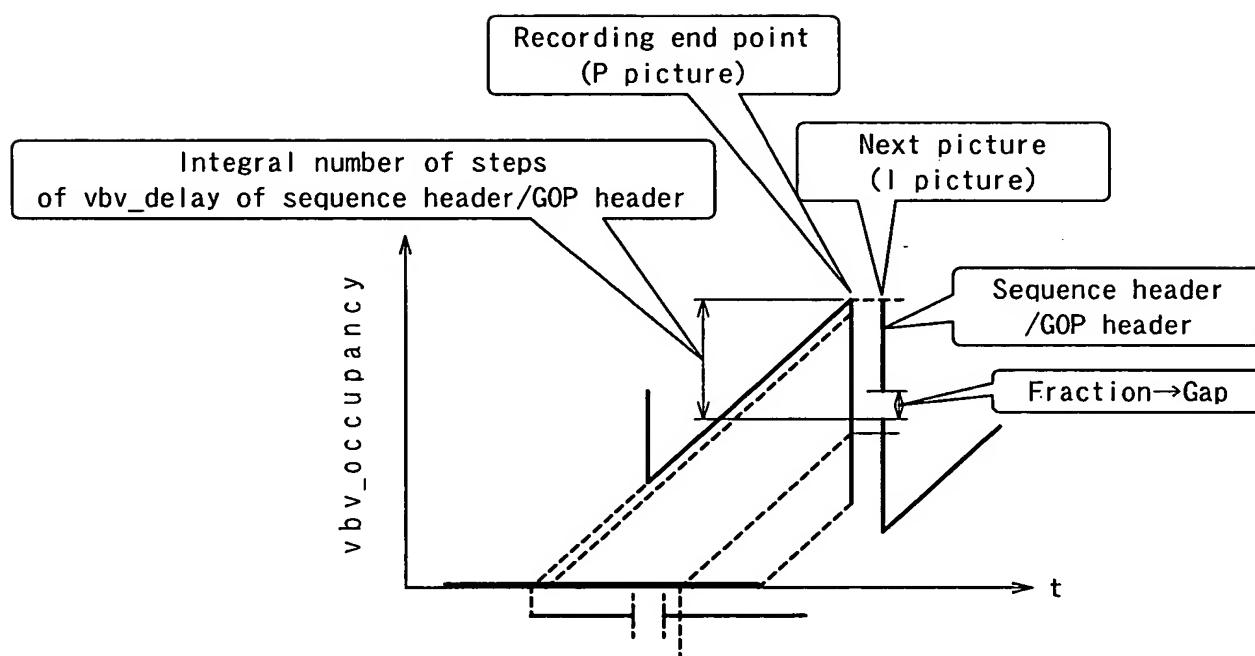 Recording end point
(P picture)
Integral number of steps
of vbv_delay of sequence header/GOP header
Next picture
(I picture)
Sequence header
/GOP header
Fraction→Gap
vbv_occupancy
t